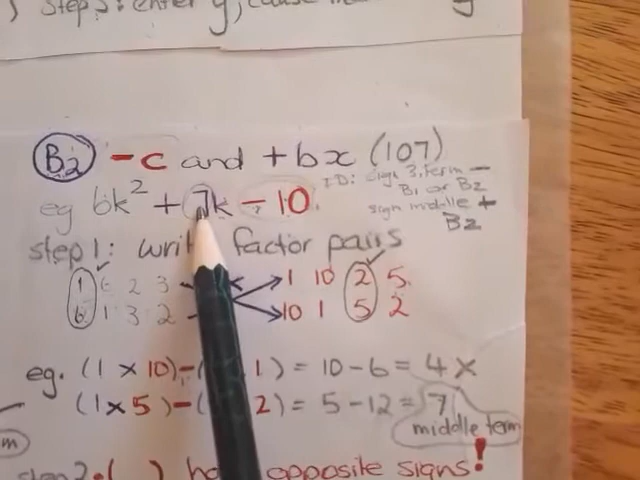 ) step 3: enter y,
B2 -c and +bx (107)
eg 6k² + 7k - 10.
ID: sign 3. term -
B1 or B2
sign middle +
B2
step 1: write factor pairs
1 6 2 3 1 10 2 5
6 1 3 2 10 1 5 2
eg. (1 x 10) - ( 1) = 10 - 6 = 4 X
(1x5) - ( 2) = 5 - 12 = 7
middle term
m
step 2 • ( ) opposite signs!